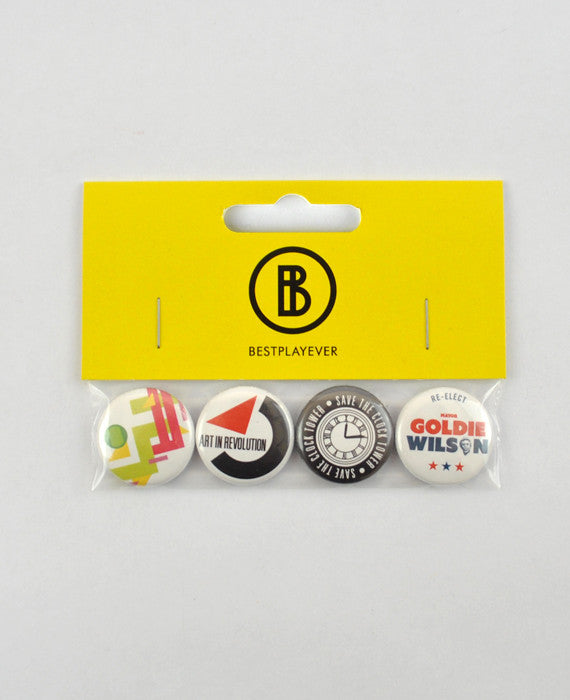 B
BESTPLAYEVER
ART IN REVOLUTION
SAVE THE CLOCK TOWER • SAVE THE CLOCK TOWER •
RE-ELECT
MAYOR
GOLDIE
WILSON